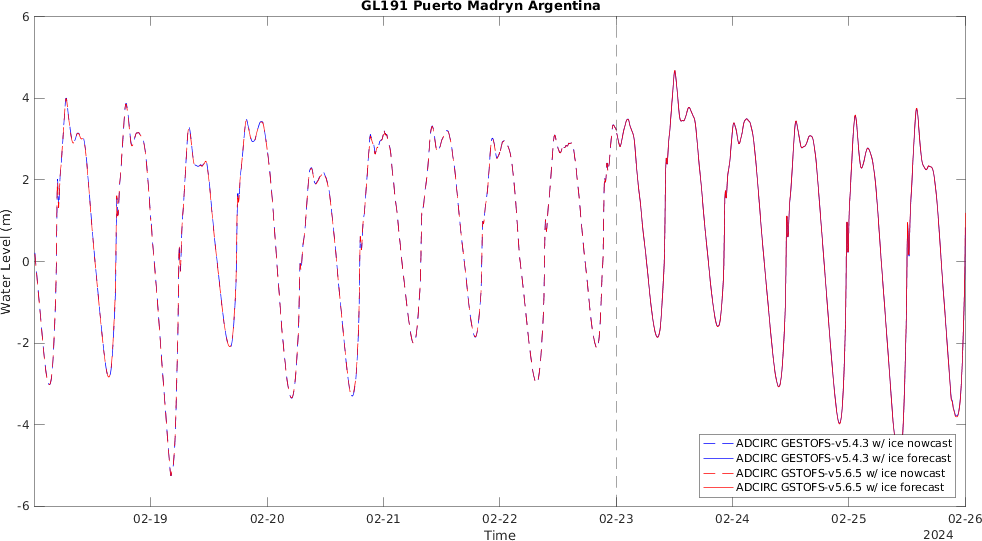 GL191 Puerto Madryn Argentina
6
4
2
0
-2
-4
-6
Water Level (m)
ADCIRC GESTOFS-v5.4.3 w/ ice nowcast
ADCIRC GESTOFS-v5.4.3 w/ ice forecast
ADCIRC GSTOFS-v5.6.5 w/ ice nowcast
ADCIRC GSTOFS-v5.6.5 w/ ice forecast
02-19 02-20 02-21 02-22 02-23 02-24 02-25 02-26
Time
2024